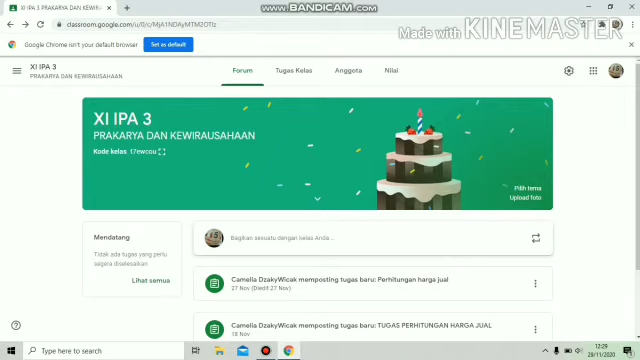 www.BANDICAM.com
XI IPA 3
classroom.google.com/u/0/c/MjA1NDAyMTM2OTIz
Made with KINEMASTER
Google Chrome isn't your default browser
Set as default
XI IPA 3
PRAKARYA DAN KEWIRAUSAHAAN
Forum
Tugas Kelas
Anggota
Nilai
XI IPA 3
PRAKARYA DAN KEWIRAUSAHAAN
Kode kelas 17ewcou
Pilih tema
Upload foto
Mendatang
Tidak ada tugas yang perlu
segera diselesaikan
Lihat semua
Bagikan sesuatu dengan kelas Anda...
Camelia DzakyWicak memposting tugas baru: Perhitungan harga jual
27 Nov (Diedit 27 Nov)
Camelia DzakyWicak memposting tugas baru: TUGAS PERHITUNGAN HARGA JUAL
18 Nov
Type here to search
12:29
29/11/2020